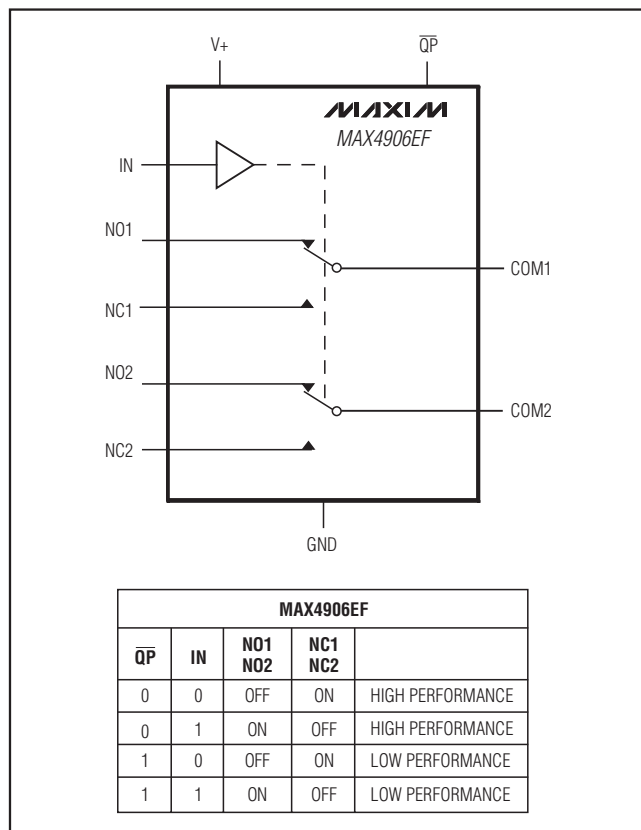 V+ Q̅P̅
MAXIM
MAX4906EF
IN
NO1
COM1
NC1
NO2
COM2
NC2
GND
MAX4906EF
Q̅P̅ IN NO1 NO2 NC1 NC2
0 0 OFF ON HIGH PERFORMANCE
0 1 ON OFF HIGH PERFORMANCE
1 0 OFF ON LOW PERFORMANCE
1 1 ON OFF LOW PERFORMANCE